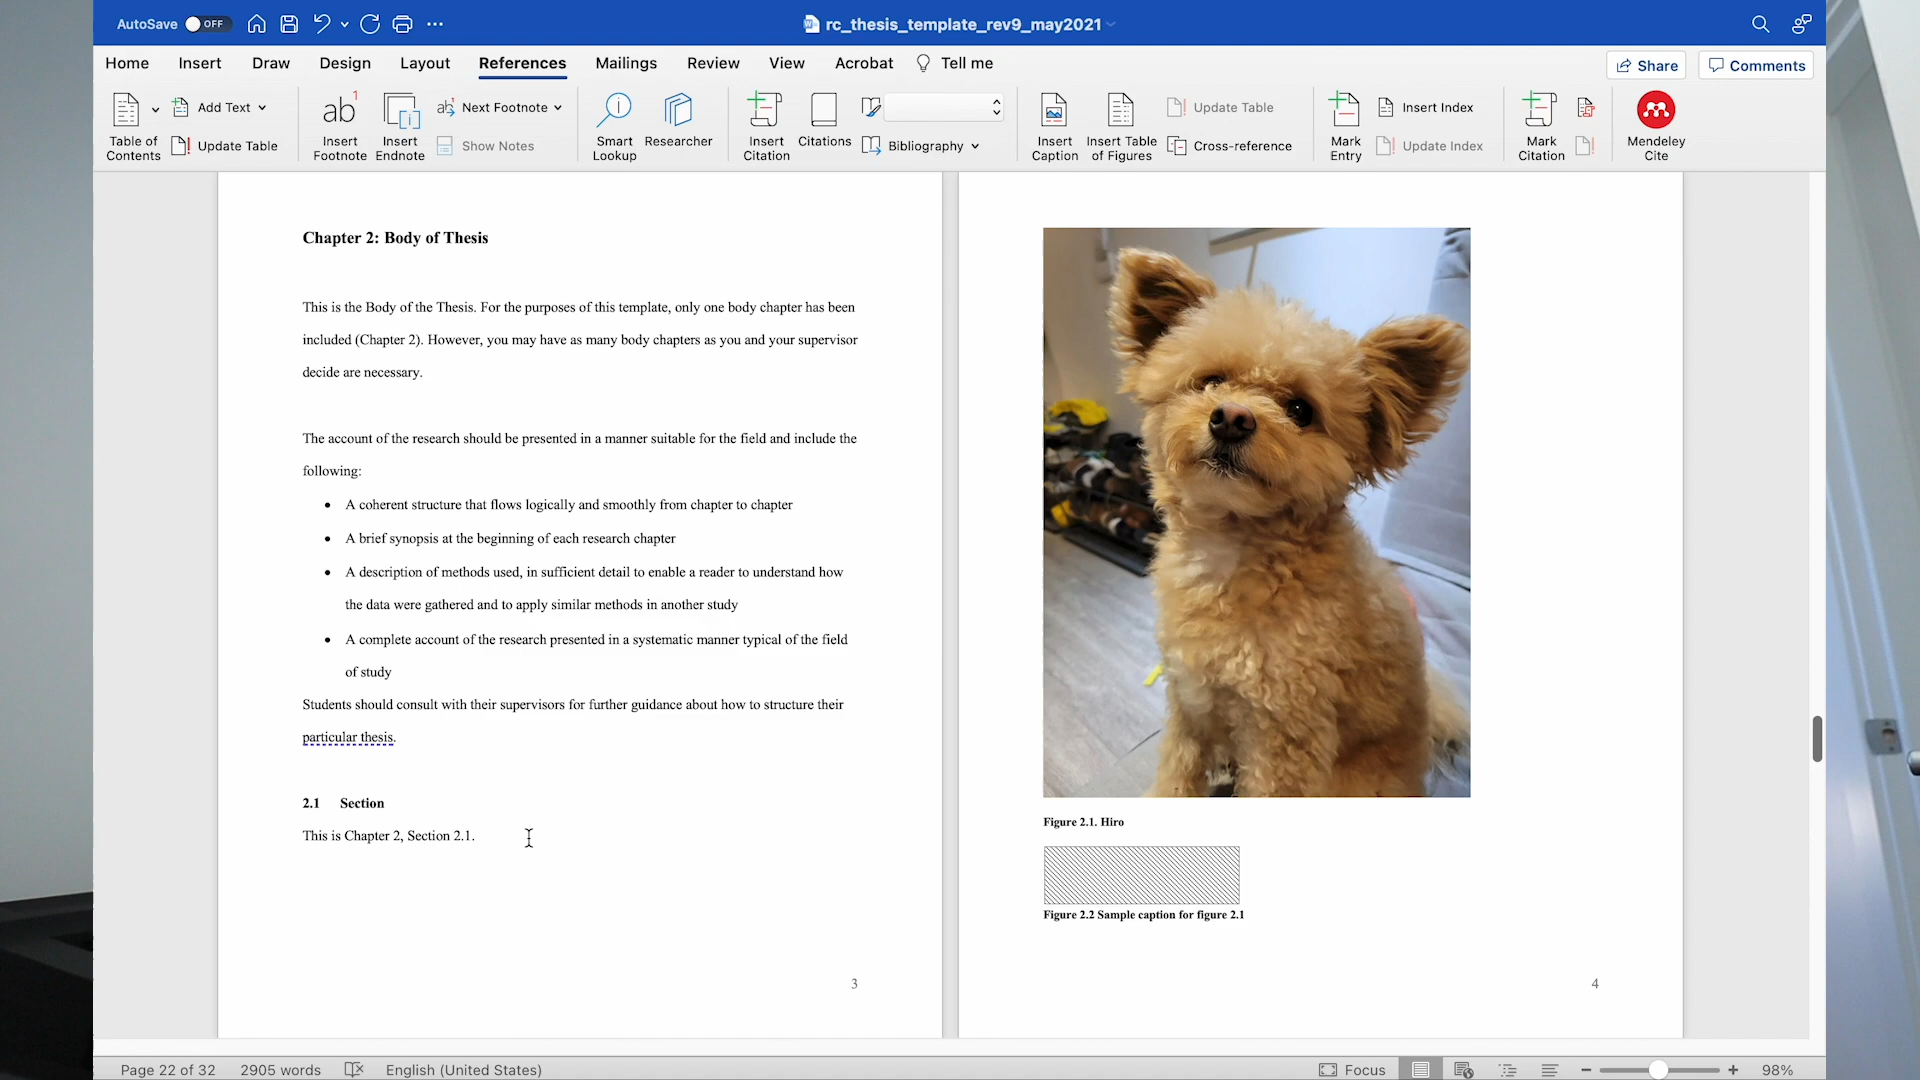 AutoSave OFF
rc_thesis_template_rev9_may2021
Home Insert Draw Design Layout References Mailings Review View Acrobat Tell me
Share Comments
Table of Contents
Add Text
Update Table
ab 1
Insert Footnote
Insert Endnote
ab Next Footnote
Show Notes
Smart Lookup
Researcher
Insert Citation
Citations
Bibliography
Insert Caption
Insert Table of Figures
Update Table
Cross-reference
Mark Entry
Insert Index
Update Index
Mark Citation
Mendeley Cite
Chapter 2: Body of Thesis
This is the Body of the Thesis. For the purposes of this template, only one body chapter has been
included (Chapter 2). However, you may have as many body chapters as you and your supervisor
decide are necessary.
The account of the research should be presented in a manner suitable for the field and include the
following:
• A coherent structure that flows logically and smoothly from chapter to chapter
• A brief synopsis at the beginning of each research chapter
• A description of methods used, in sufficient detail to enable a reader to understand how
the data were gathered and to apply similar methods in another study
• A complete account of the research presented in a systematic manner typical of the field
of study
Students should consult with their supervisors for further guidance about how to structure their
particular thesis.
2.1 Section
This is Chapter 2, Section 2.1.
3
Figure 2.1. Hiro
Figure 2.2 Sample caption for figure 2.1
4
Page 22 of 32 2905 words English (United States)
Focus 98%